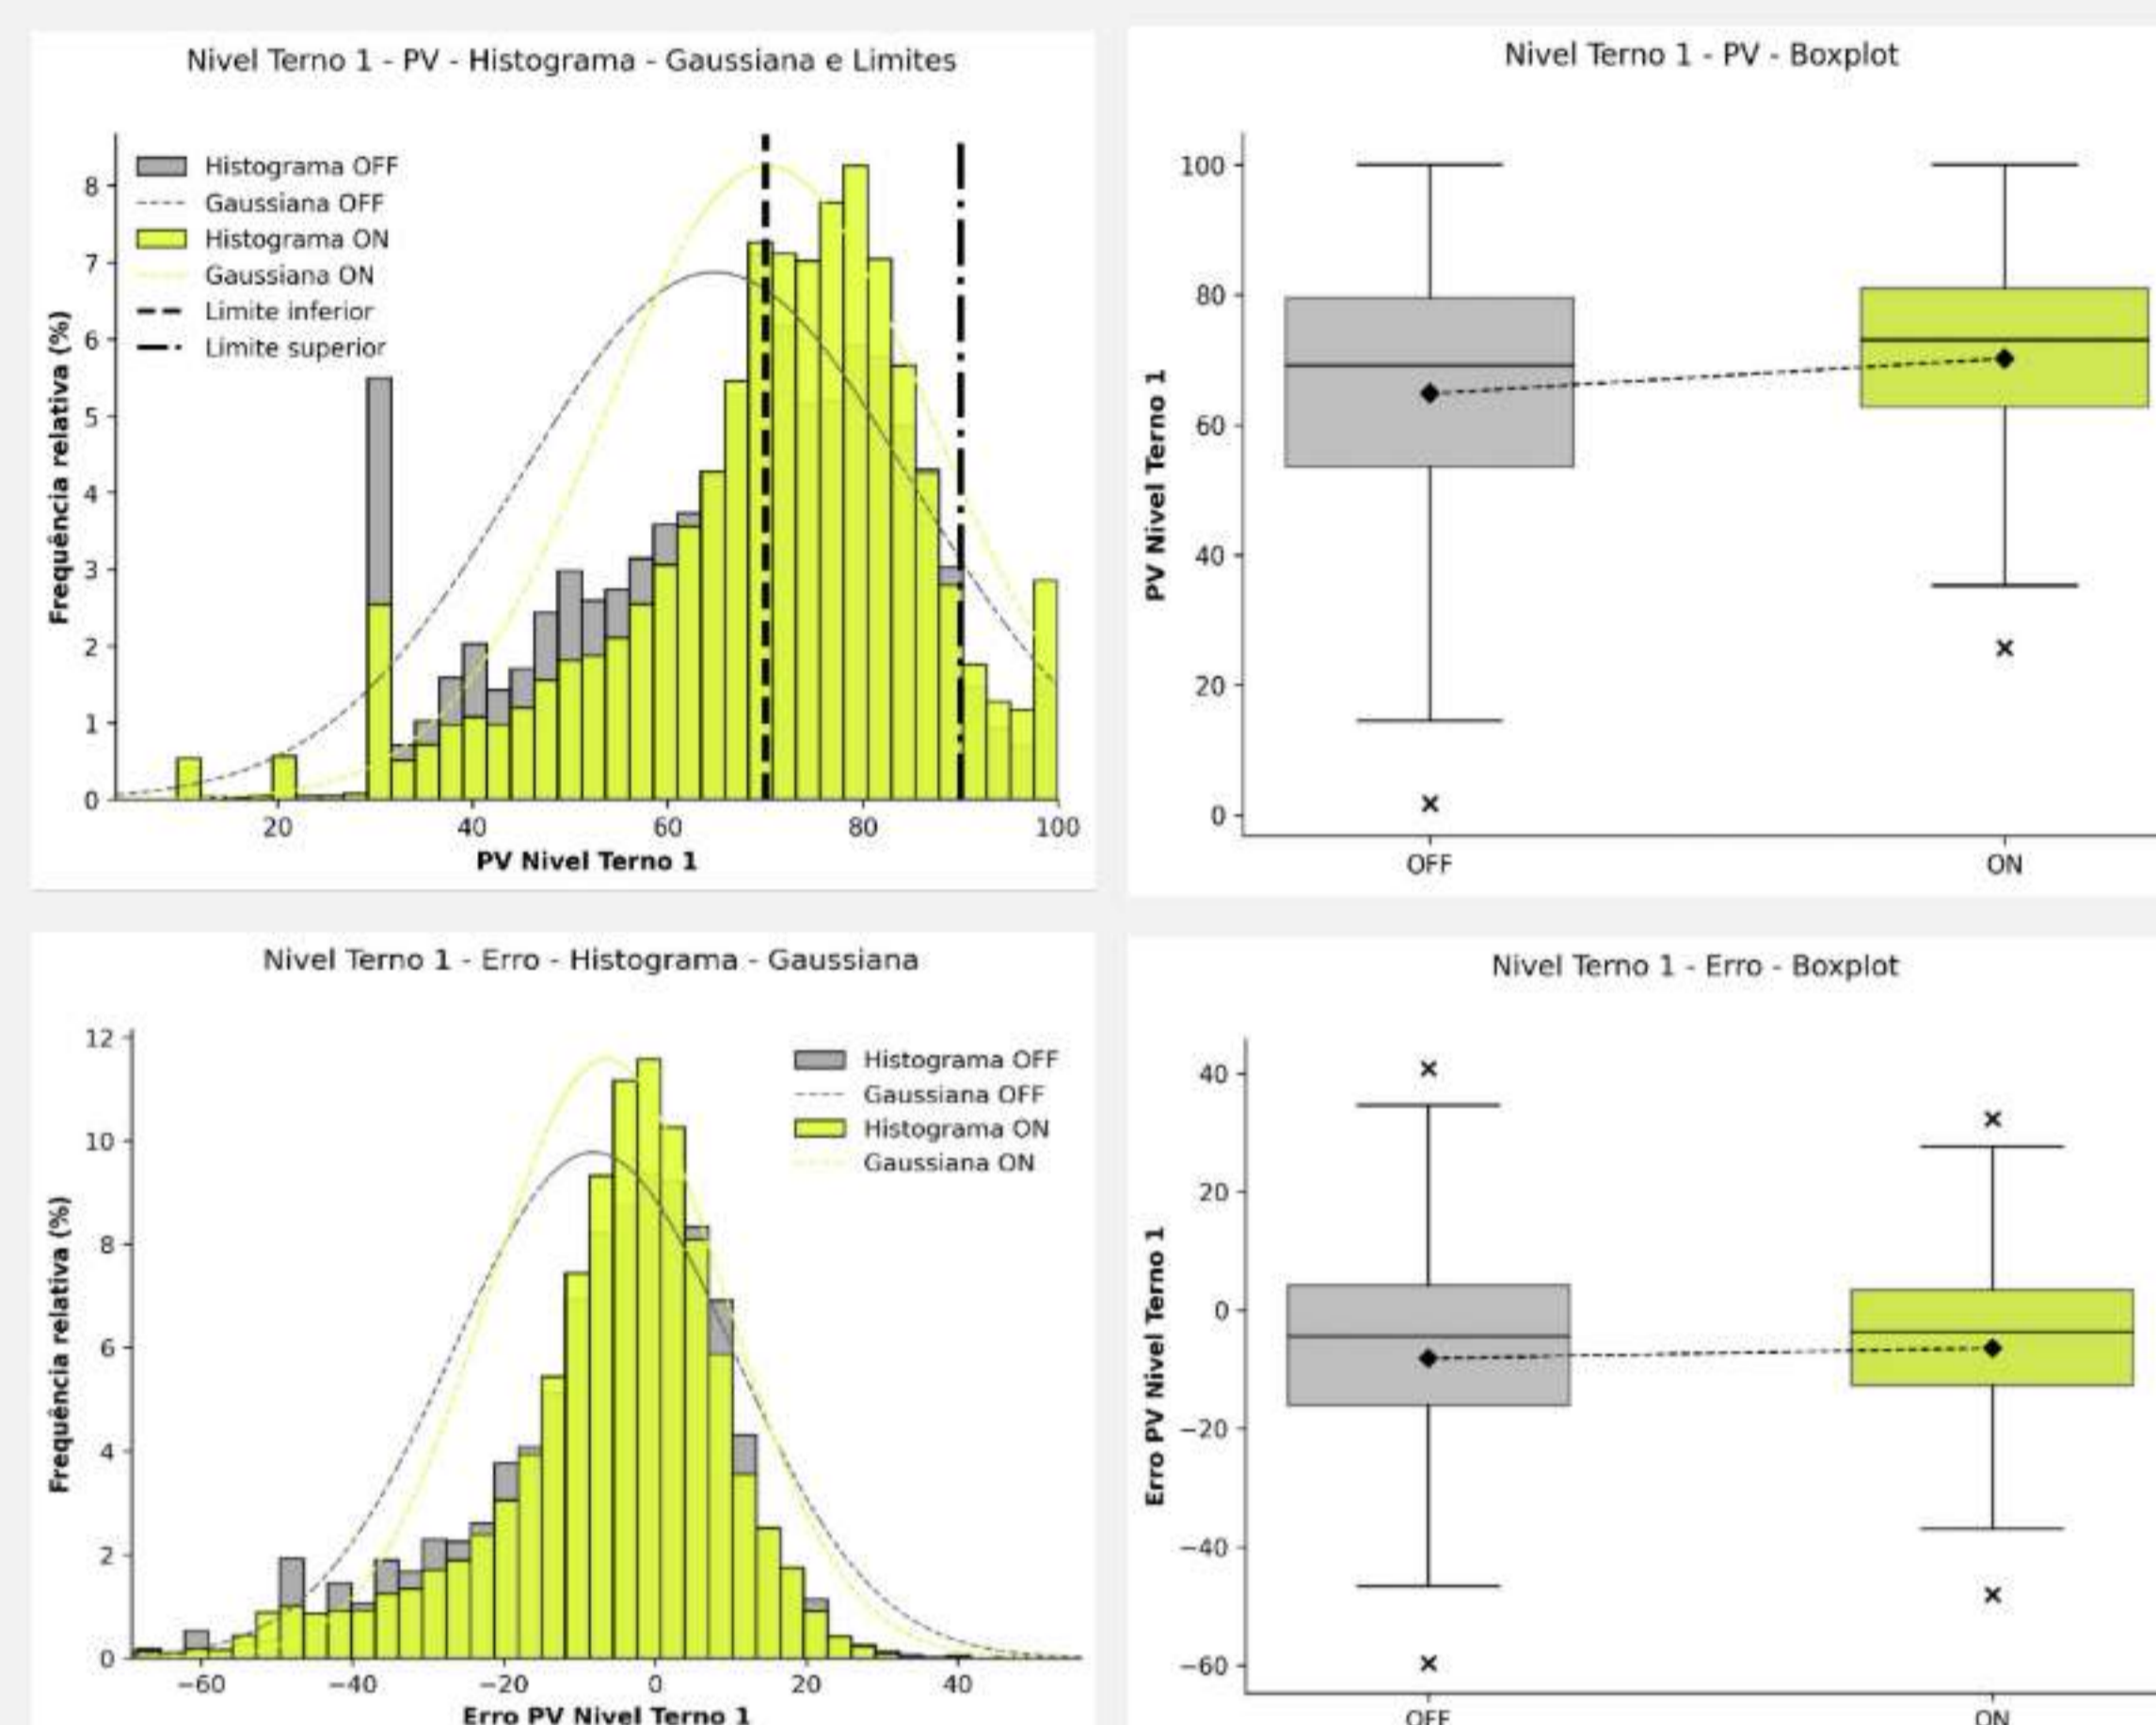 Nivel Terno 1 - PV - Histograma - Gaussiana e Limites
Histograma OFF
Gaussiana OFF
Histograma ON
Gaussiana ON
Limite inferior
Limite superior
Frequência relativa (%)
8
7
6
5
4
3
2
1
0
20 40 60 80 100
PV Nivel Terno 1
Nivel Terno 1 - PV - Boxplot
PV Nivel Terno 1
100
80
60
40
20
0
OFF ON
Nivel Terno 1 - Erro - Histograma - Gaussiana
Histograma OFF
Gaussiana OFF
Histograma ON
Gaussiana ON
Frequência relativa (%)
12
10
8
6
4
2
0
−60 −40 −20 0 20 40
Erro PV Nivel Terno 1
Nivel Terno 1 - Erro - Boxplot
Erro PV Nivel Terno 1
40
20
0
−20
−40
−60
OFF ON